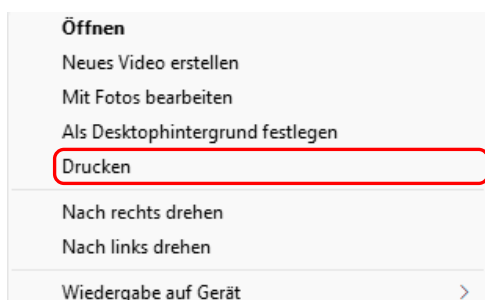 Öffnen
Neues Video erstellen
Mit Fotos bearbeiten
Als Desktophintergrund festlegen
Drucken
Nach rechts drehen
Nach links drehen
Wiedergabe auf Gerät